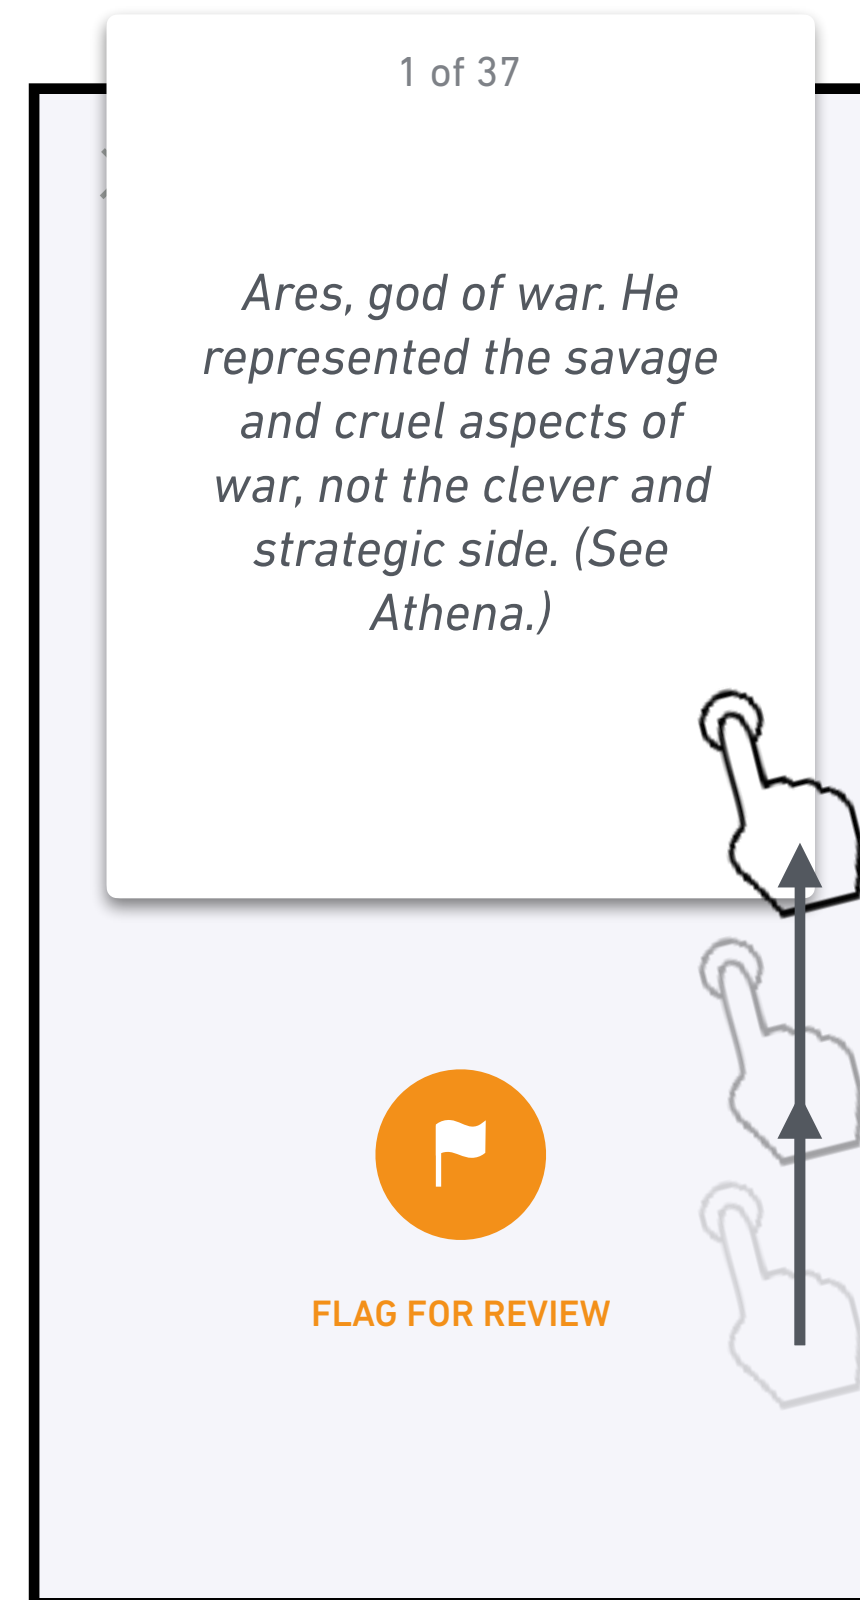 1 of 37
Ares, god of war. He
represented the savage
and cruel aspects of
war, not the clever and
strategic side. (See
Athena.)
FLAG FOR REVIEW